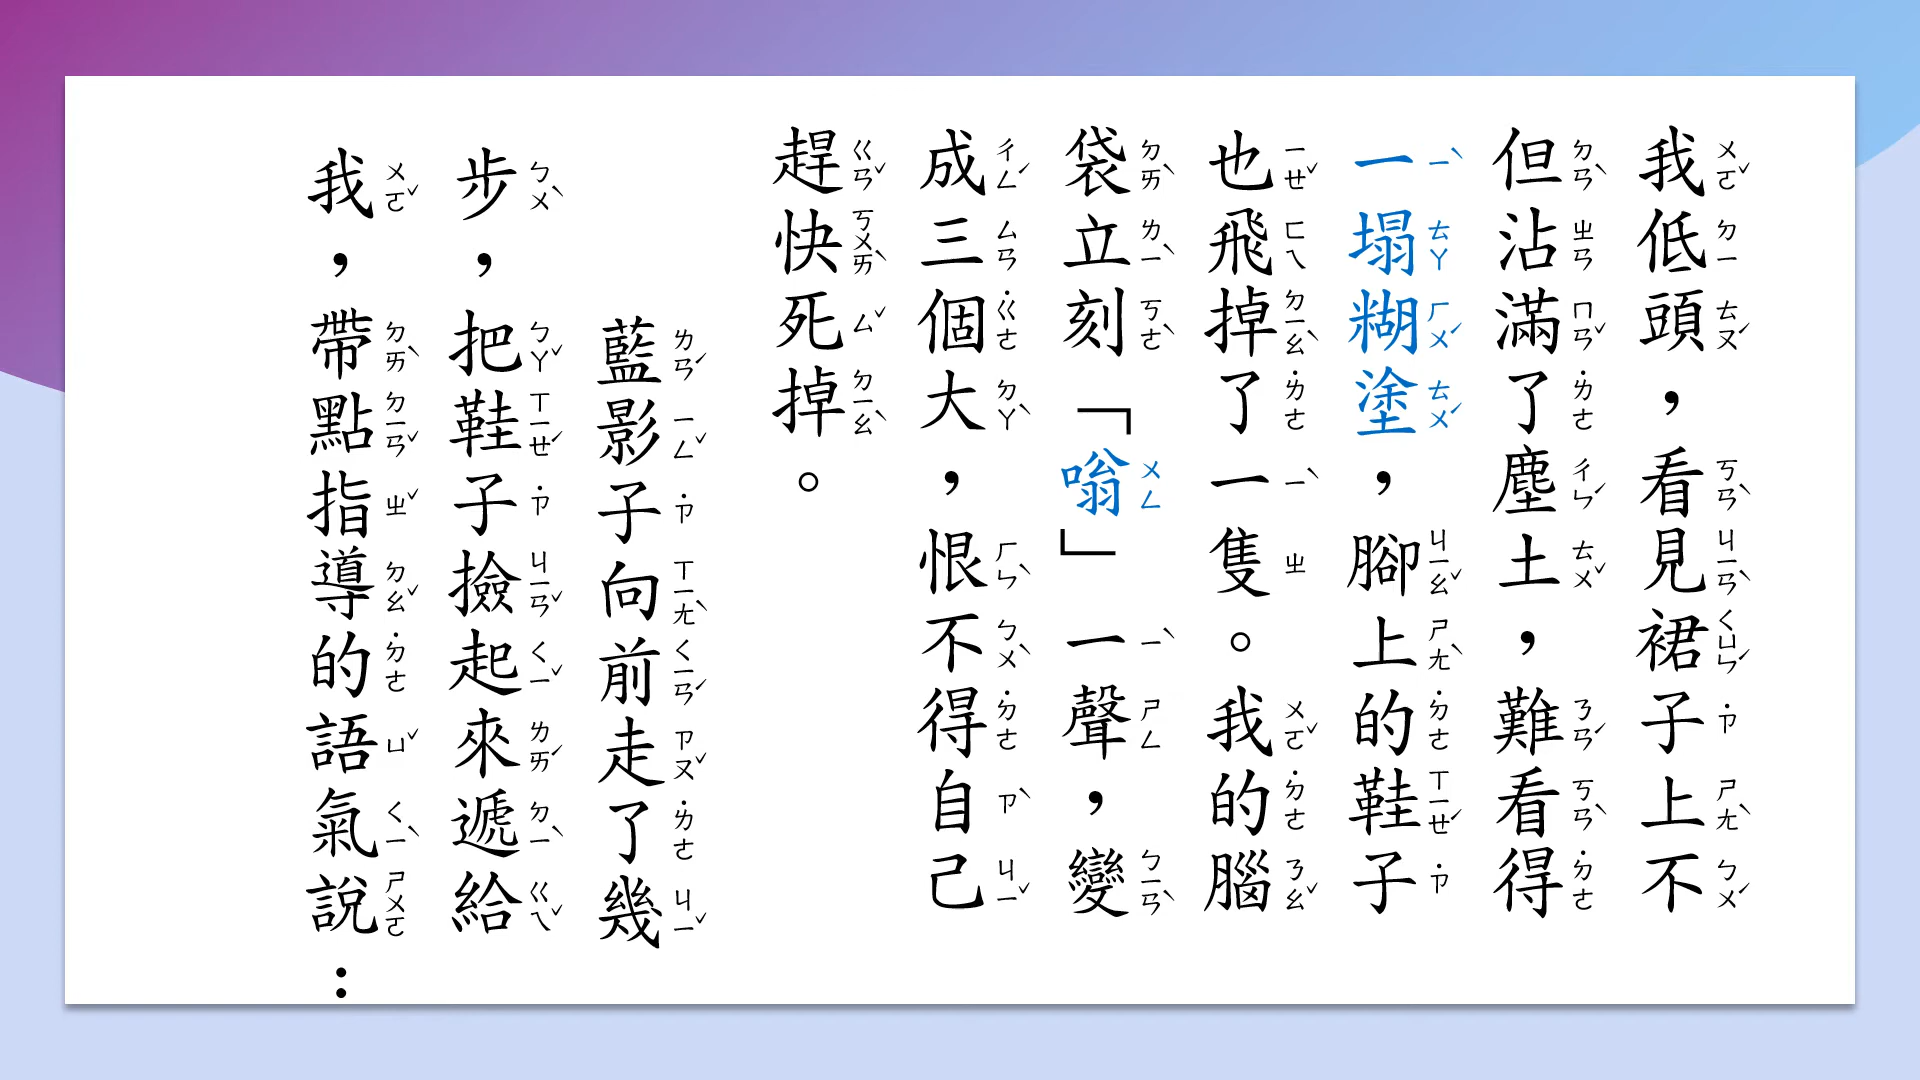 我低頭，看見裙子上不
但沾滿了塵土，難看得
一塌糊塗，腳上的鞋子
也飛掉了一隻。我的腦
袋立刻「嗡」一聲，變
成三個大，恨不得自己
趕快死掉。
藍影子向前走了幾
步，把鞋子撿起來遞給
我，帶點指導的語氣說：